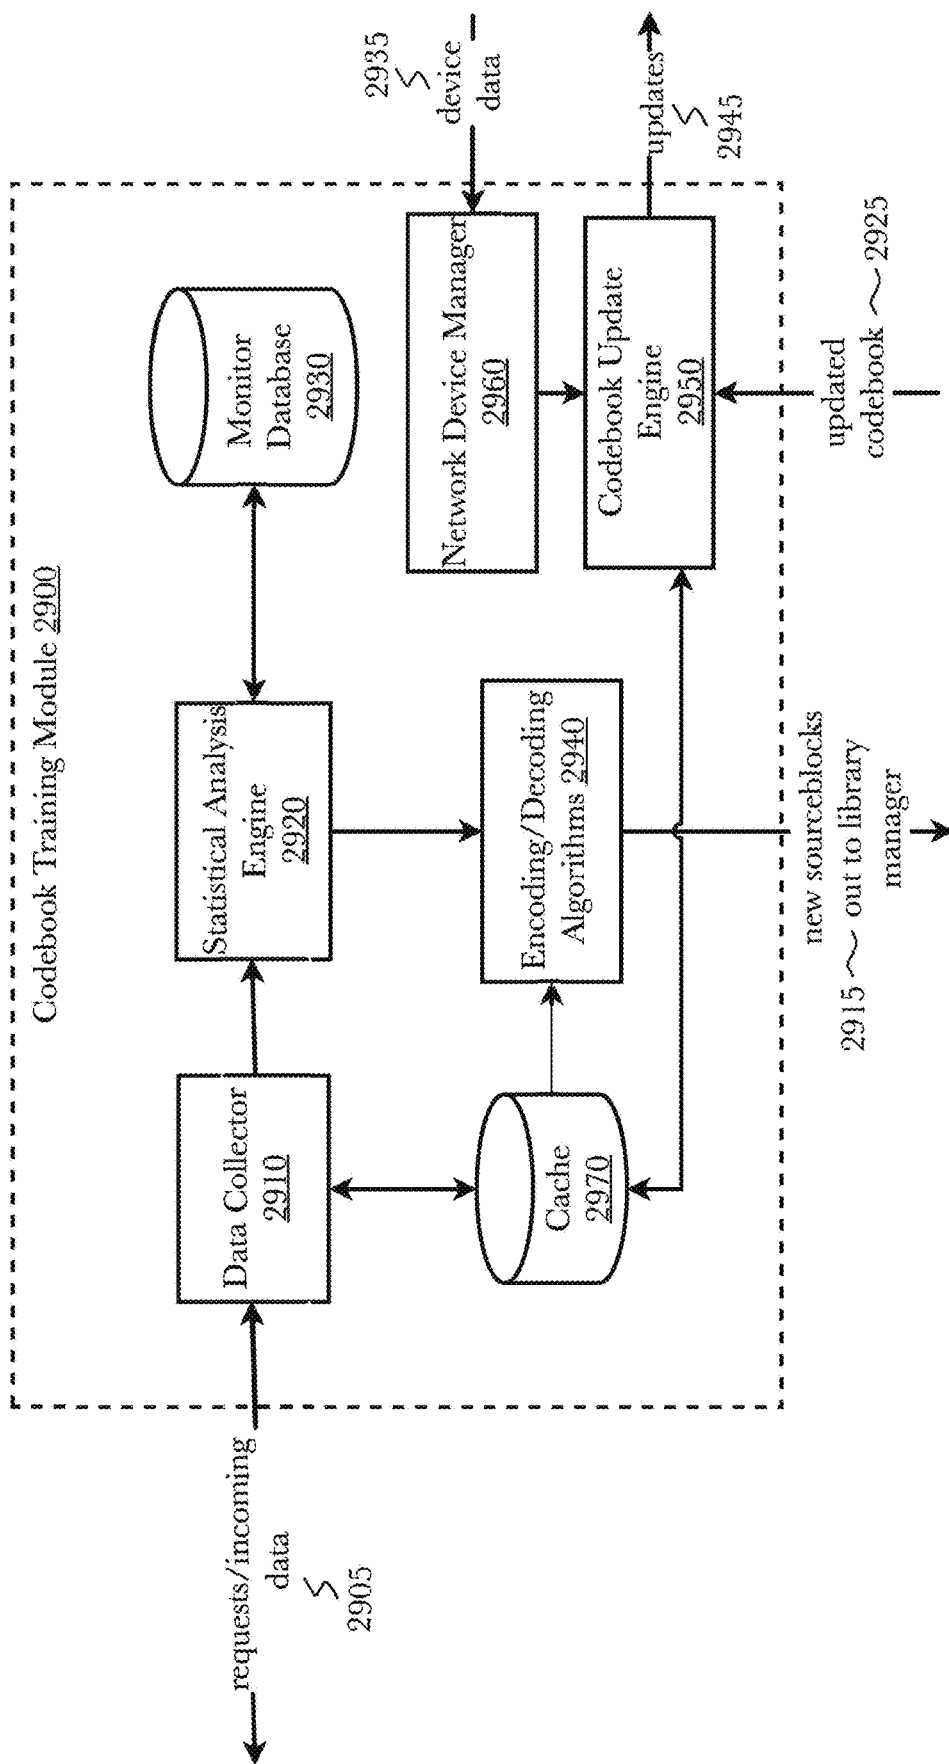 Codebook Training Module 2900
requests/incoming
data
2905
Data Collector
2910
Statistical Analysis
Engine
2920
Monitor
Database
2930
Cache
2970
Encoding/Decoding
Algorithms 2940
Network Device Manager
2960
Codebook Update
Engine
2950
2935
device
data
updates
2945
new sourceblocks
2915 out to library
manager
updated
codebook 2925